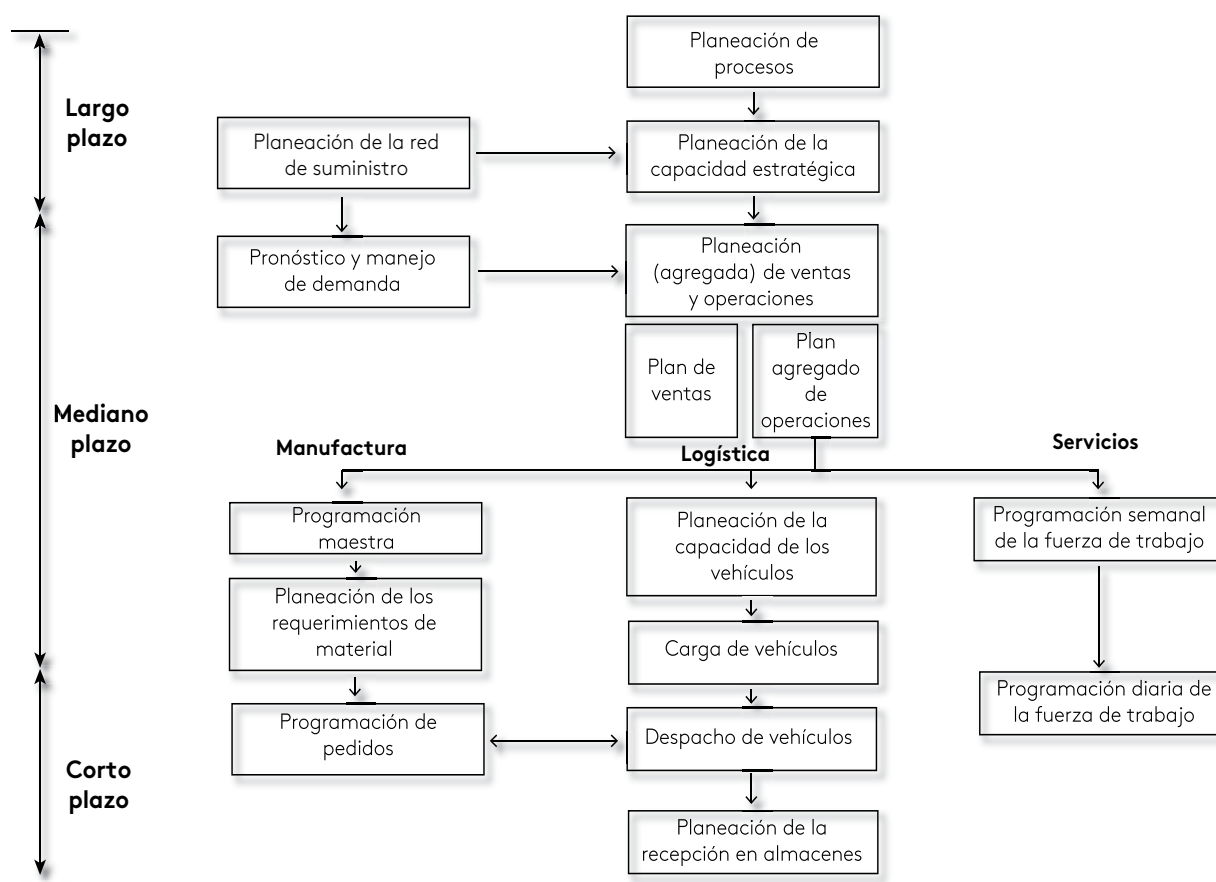 Planeación de
procesos
Largo
plazo
Planeación de la red
de suministro
Planeación de la
capacidad estratégica
Pronóstico y manejo
de demanda
Planeación
(agregada) de ventas
y operaciones
Plan de
ventas
Plan
agregado
de
operaciones
Mediano
plazo
Manufactura
Logística
Servicios
Programación
maestra
Planeación de la
capacidad de los
vehículos
Programación semanal
de la fuerza de trabajo
Planeación de los
requerimientos de
material
Carga de vehículos
Programación diaria de
la fuerza de trabajo
Programación de
pedidos
Despacho de vehículos
Corto
plazo
Planeación de la
recepción en almacenes